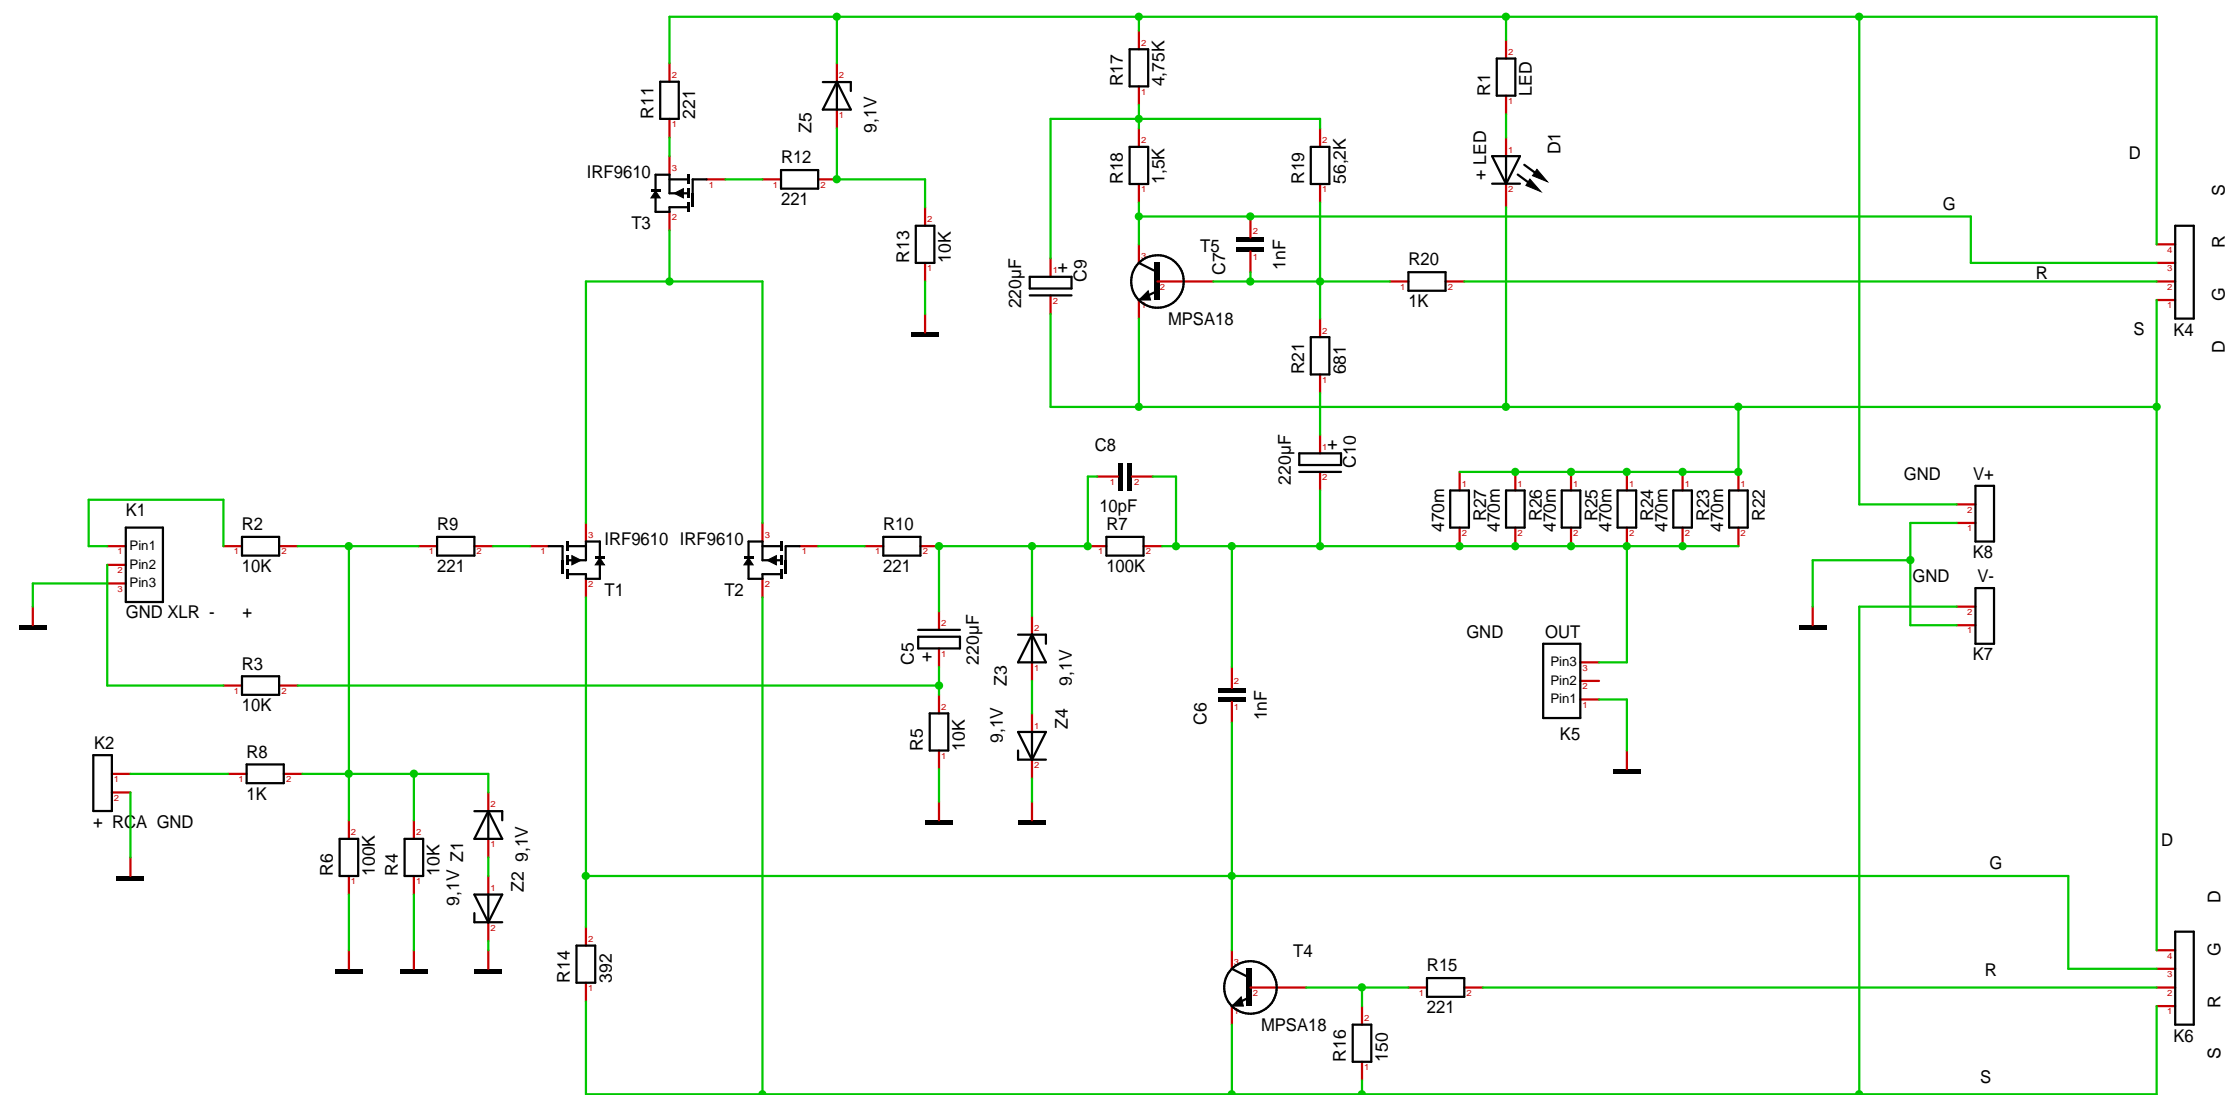 R11
221
IRF9610
T3
R12
221
Z5
9,1V
R13
10K
R17
4,75K
R18
1,5K
R19
56,2K
R1
LED
+ LED
D1
220µF
+
C9
T5
C7
1nF
MPSA18
R20
1K
R21
681
220µF
+
C10
D
G
R
S
K4
S
R
G
D
K1
Pin1
Pin2
Pin3
GND XLR - +
R2
10K
R9
221
IRF9610
T1
IRF9610
T2
R10
221
C8
10pF
R7
100K
470m
R27
470m
R26
470m
R25
470m
R24
470m
R23
470m
R22
GND
V+
K8
GND
V-
K7
R3
10K
C5
+
220µF
R5
10K
Z3
9,1V
9,1V
Z4
C6
1nF
GND
OUT
Pin3
Pin2
Pin1
K5
K2
+ RCA GND
R8
1K
R6
100K
R4
10K
9,1V
Z1
Z2
9,1V
R14
392
T4
MPSA18
R15
221
R16
150
D
G
R
S
K6
D
G
R
S